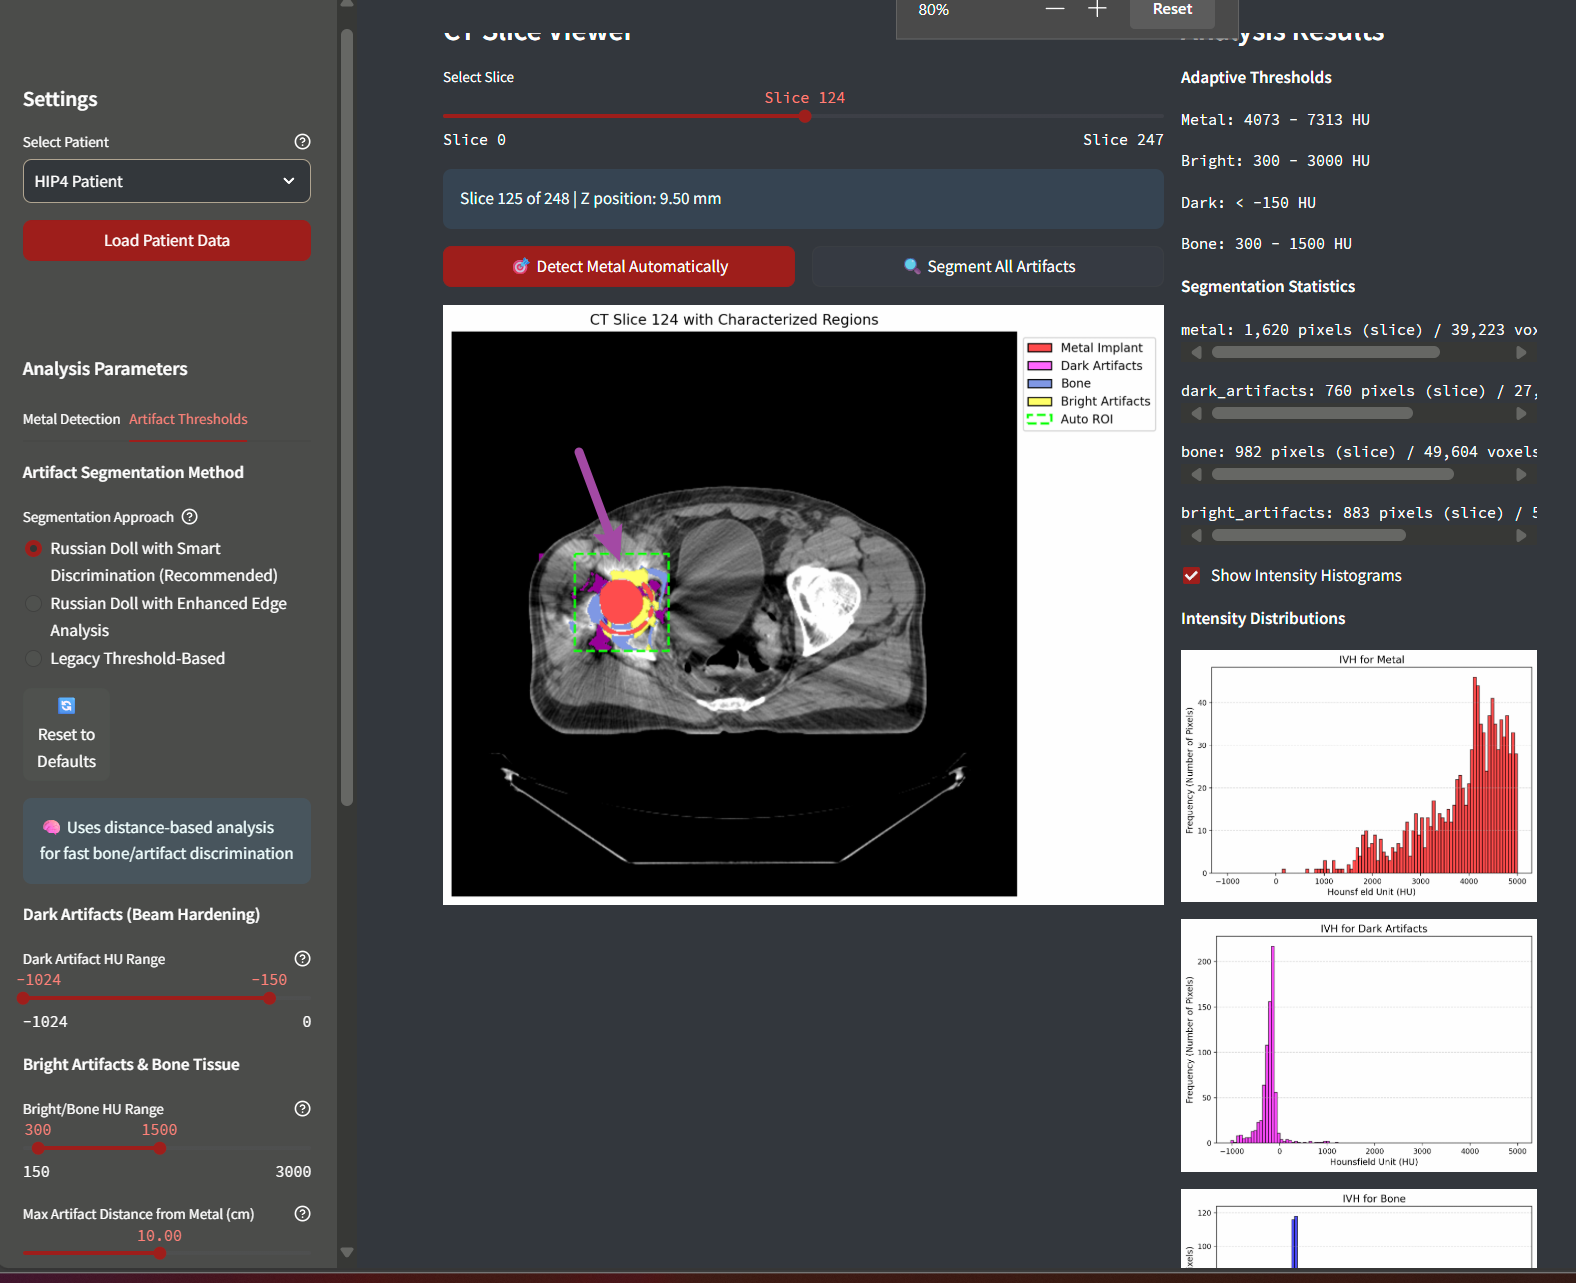 80%
Reset
Settings
Select Patient
HIP4 Patient
Load Patient Data
Analysis Parameters
Metal Detection
Artifact Thresholds
Artifact Segmentation Method
Segmentation Approach
Russian Doll with Smart
Discrimination (Recommended)
Russian Doll with Enhanced Edge
Analysis
Legacy Threshold-Based
Reset to
Defaults
Uses distance-based analysis
for fast bone/artifact discrimination
Dark Artifacts (Beam Hardening)
Dark Artifact HU Range
-1024 -150
-1024 0
Bright Artifacts & Bone Tissue
Bright/Bone HU Range
300 1500
150 3000
Max Artifact Distance from Metal (cm)
10.00
CT Slice Viewer
Select Slice
Slice 124
Slice 0 Slice 247
Slice 125 of 248 | Z position: 9.50 mm
Detect Metal Automatically
Segment All Artifacts
CT Slice 124 with Characterized Regions
Metal Implant
Dark Artifacts
Bone
Bright Artifacts
Auto ROI
Analysis Results
Adaptive Thresholds
Metal: 4073 - 7313 HU
Bright: 300 - 3000 HU
Dark: < -150 HU
Bone: 300 - 1500 HU
Segmentation Statistics
metal: 1,620 pixels (slice) / 39,223 vox
dark_artifacts: 760 pixels (slice) / 27,
bone: 982 pixels (slice) / 49,604 voxels
bright_artifacts: 883 pixels (slice) / 5
Show Intensity Histograms
Intensity Distributions
IVH for Metal
Frequency (Number of Pixels)
40
30
20
10
0
−1000 0 1000 2000 3000 4000 5000
Hounsfield Unit (HU)
IVH for Dark Artifacts
Frequency (Number of Pixels)
200
150
100
50
0
−1000 0 1000 2000 3000 4000 5000
Hounsfield Unit (HU)
IVH for Bone
120
100